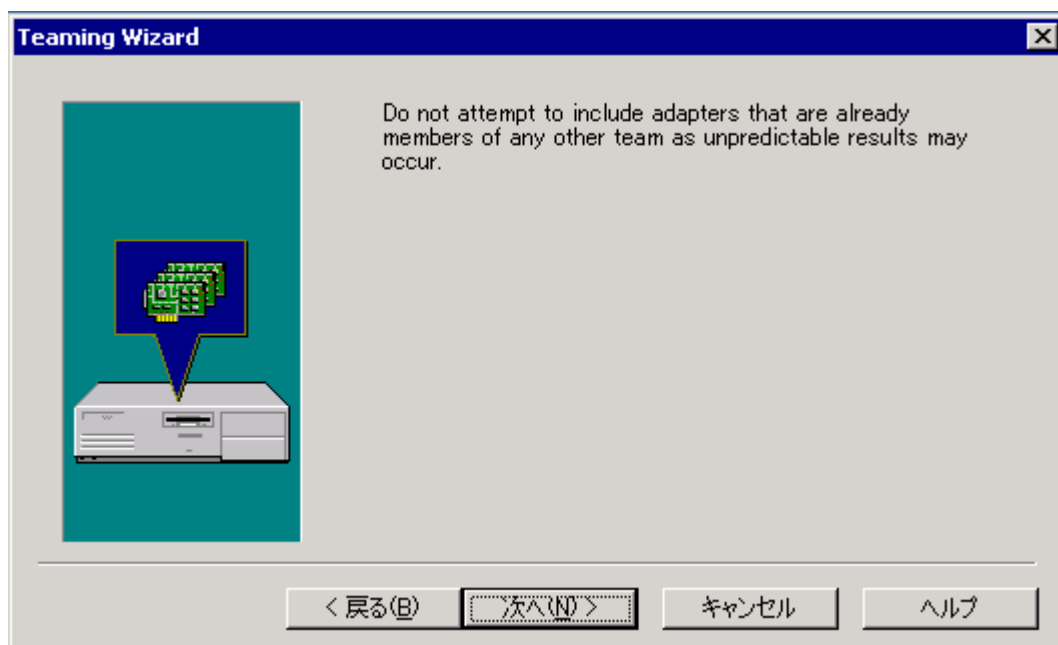 Teaming Wizard
Do not attempt to include adapters that are already
members of any other team as unpredictable results may
occur.
< 戻る(B)
次へ(N) >
キャンセル
ヘルプ